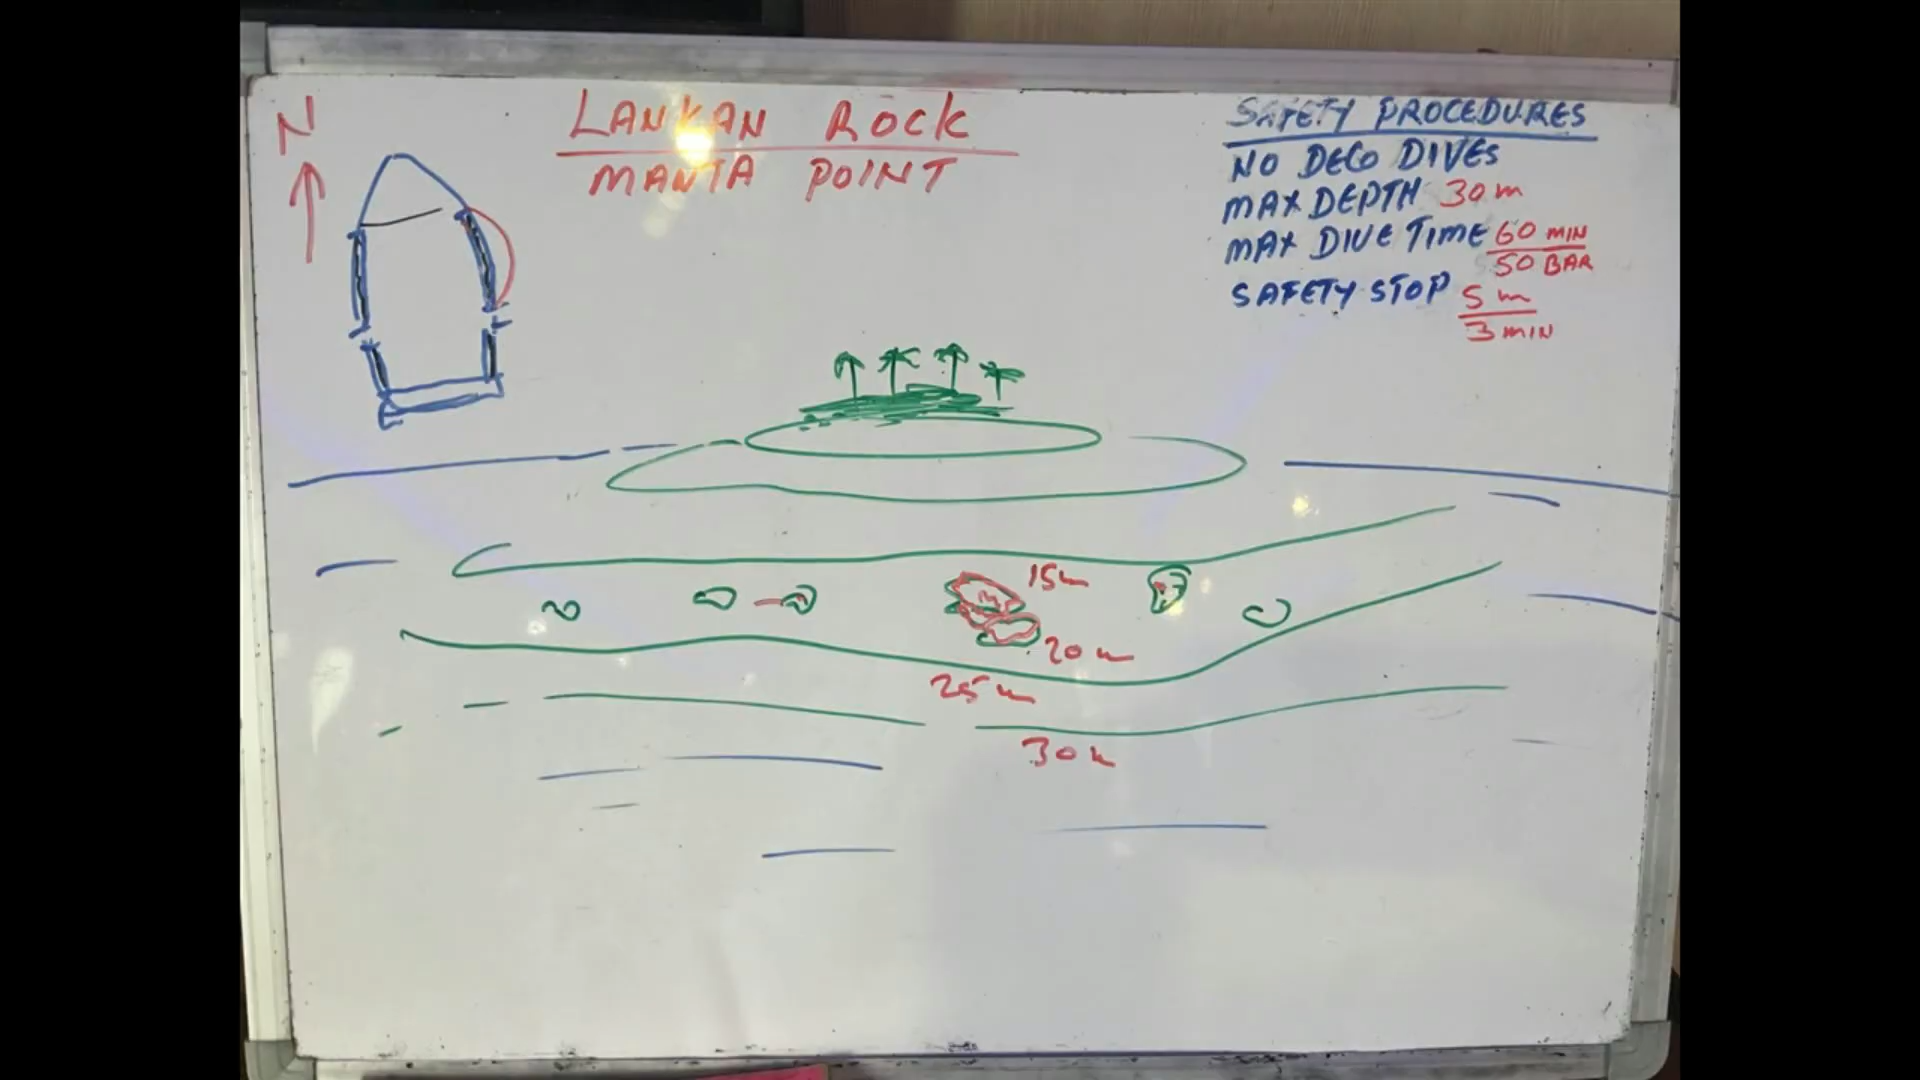 N
LANKAN ROCK
MANTA POINT
SAFETY PROCEDURES
NO DECO DIVES
MAX DEPTH 30m
MAX DIVE TIME 60 MIN
50 BAR
SAFETY STOP 5m
3 MIN
15m
20m
25m
30m